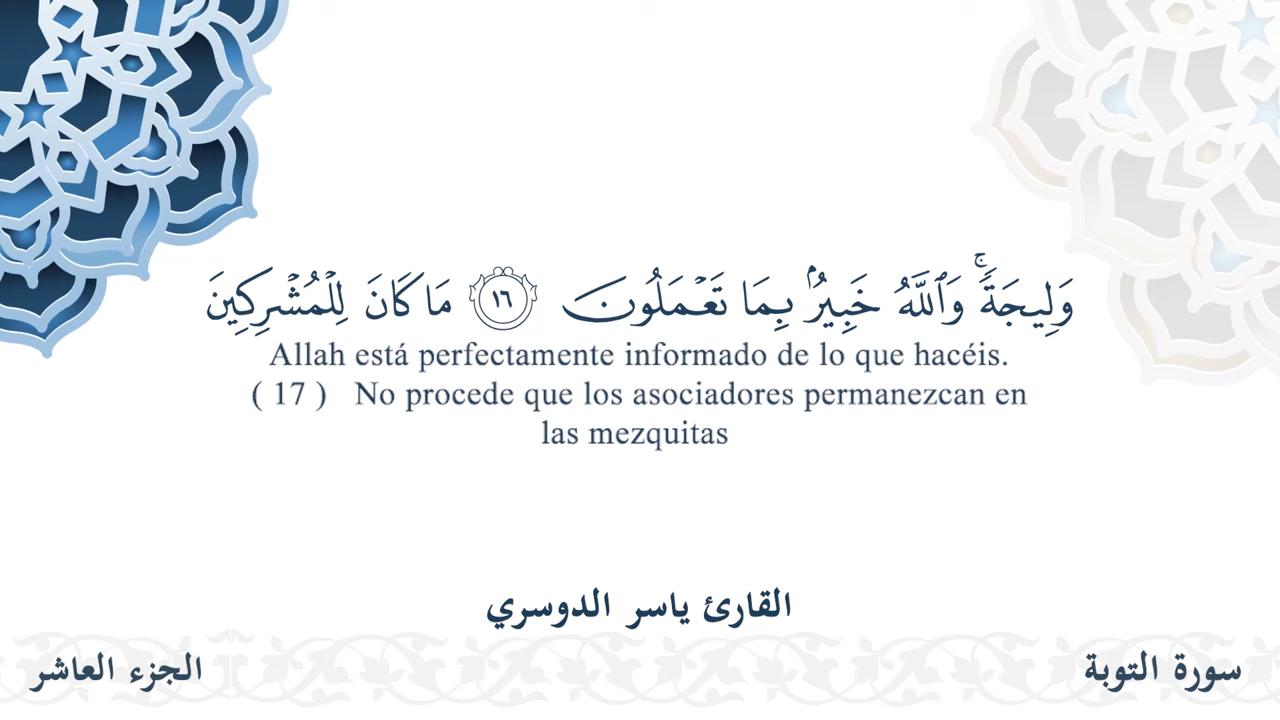 وَلِيجَةٗۚ وَٱللَّهُ خَبِيرُۢ بِمَا تَعۡمَلُونَ ١٦ مَا كَانَ لِلۡمُشۡرِكِينَ
Allah está perfectamente informado de lo que hacéis.
( 17 ) No procede que los asociadores permanezcan en
las mezquitas
القارئ ياسر الدوسري
سورة التوبة
الجزء العاشر